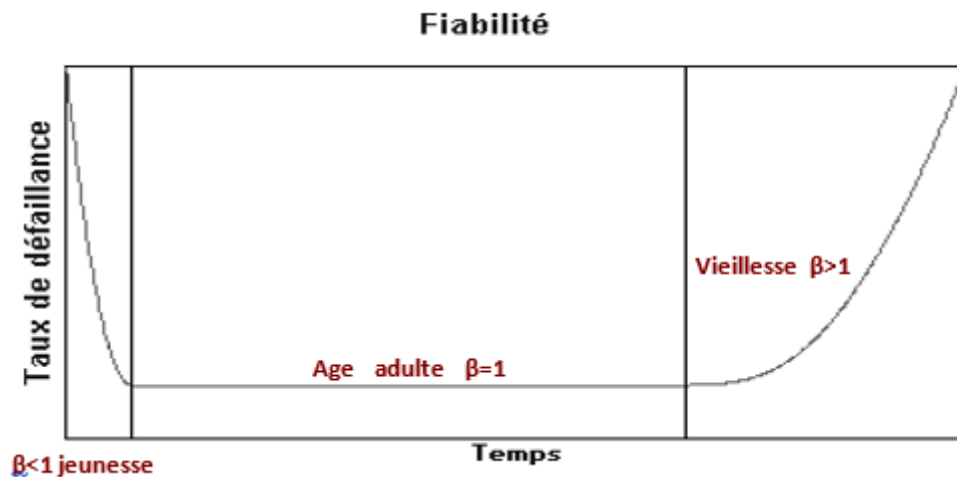 Fiabilité
Taux de défaillance
Vieillesse β>1
Age adulte β=1
Temps
β<1 jeunesse